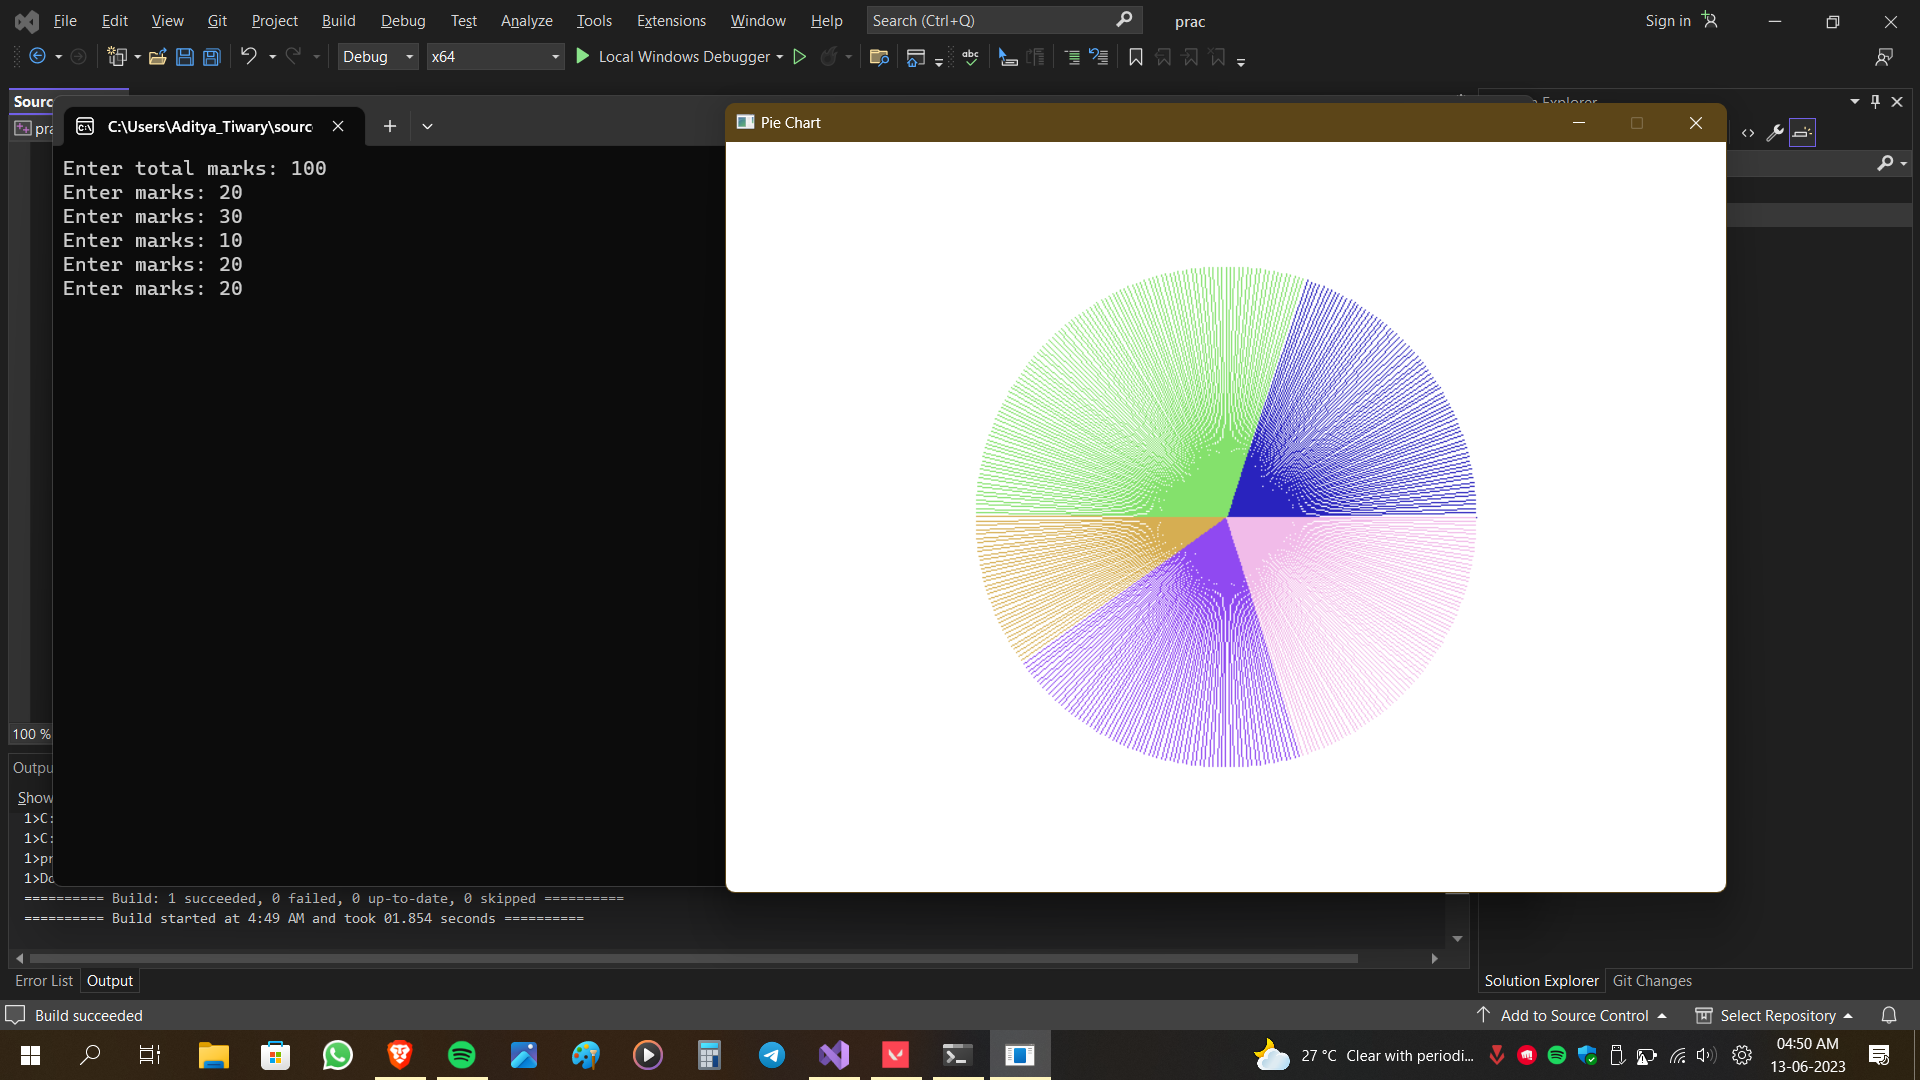 File Edit View Git Project Build Debug Test Analyze Tools Extensions Window Help Search (Ctrl+Q) prac Sign in
Debug x64 Local Windows Debugger
C:\Users\Aditya_Tiwary\sourc
Pie Chart
Enter total marks: 100
Enter marks: 20
Enter marks: 30
Enter marks: 10
Enter marks: 20
Enter marks: 20
100 %
Show
1>C:
1>C:
1>pr
1>Do
========== Build: 1 succeeded, 0 failed, 0 up-to-date, 0 skipped ==========
========== Build started at 4:49 AM and took 01.854 seconds ==========
Error List Output
Solution Explorer Git Changes
Build succeeded
Add to Source Control Select Repository
27 °C Clear with periodi...
04:50 AM
13-06-2023